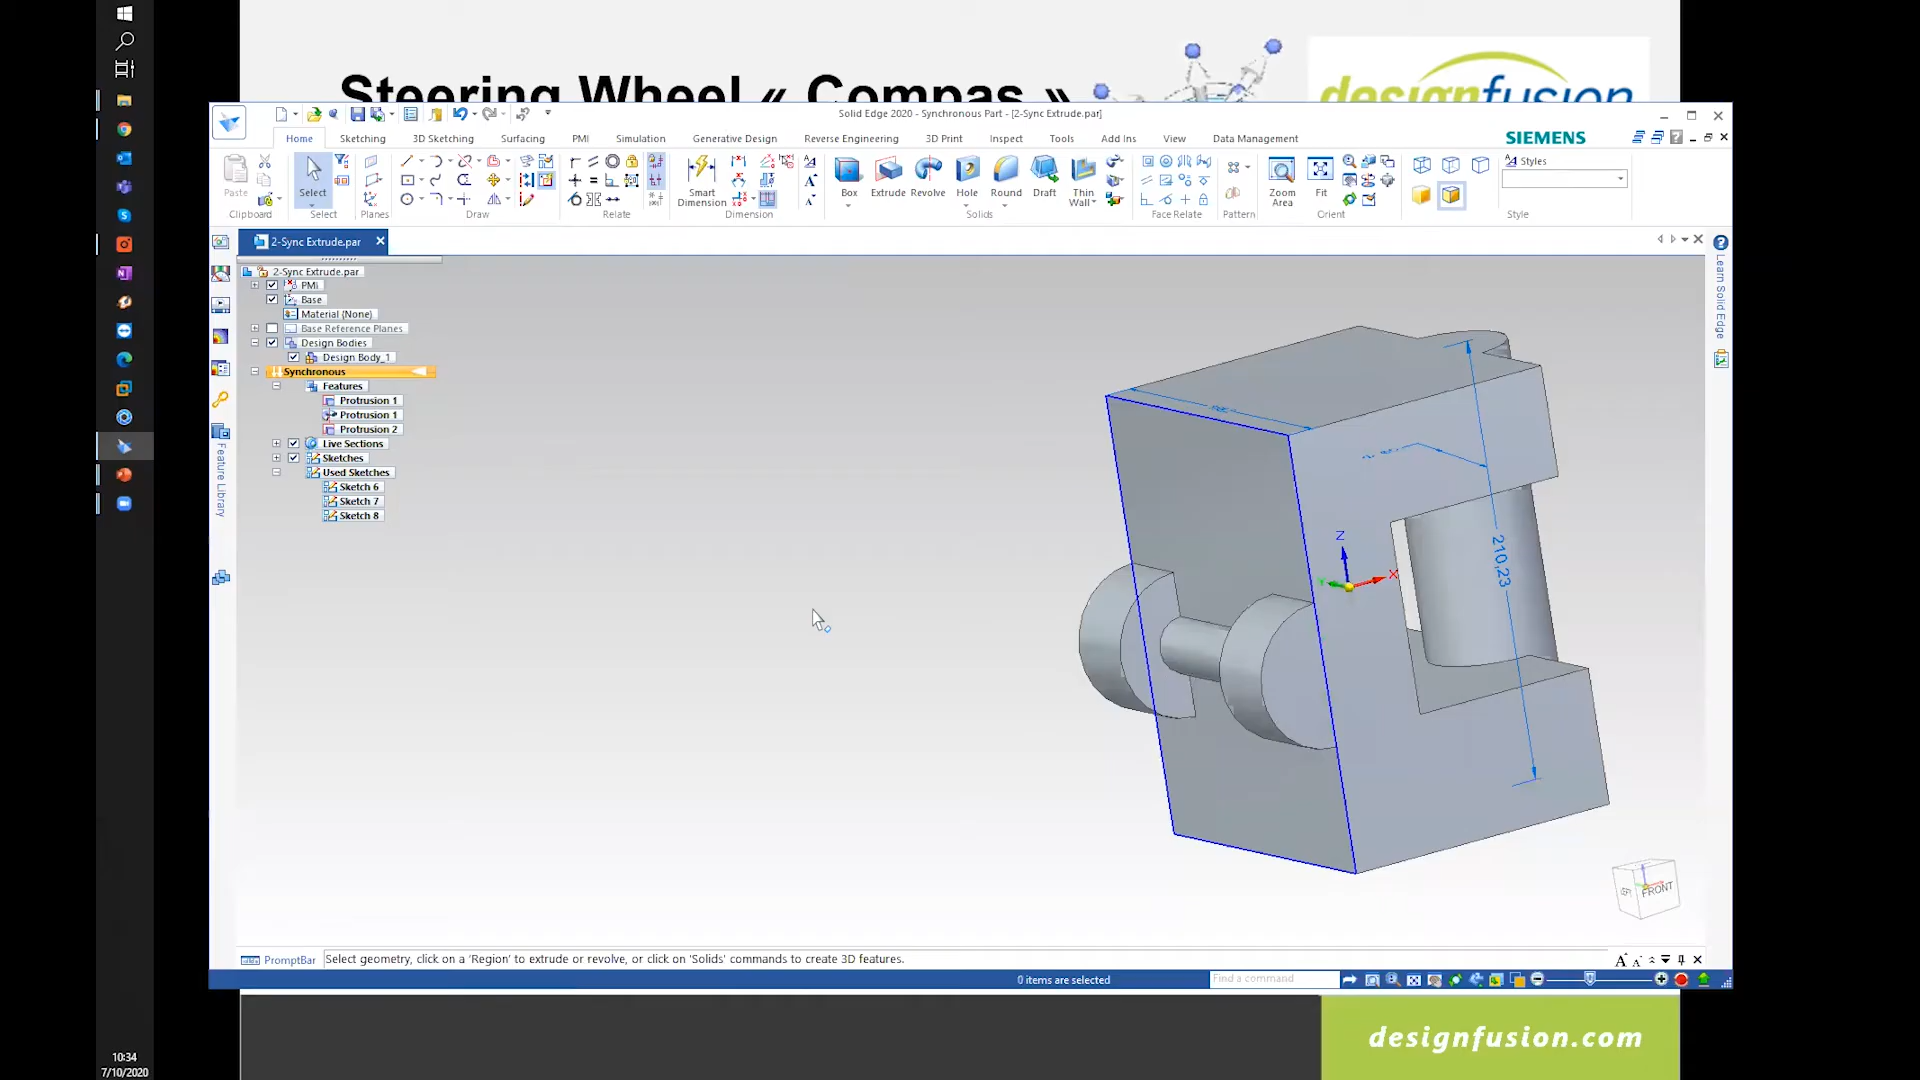 Steering Wheel « Compas »
designfusion
Solid Edge 2020 - Synchronous Part - [2-Sync Extrude.par]
Home Sketching 3D Sketching Surfacing PMI Simulation Generative Design Reverse Engineering 3D Print Inspect Tools Add Ins View Data Management
SIEMENS
Paste
Select
Smart Dimension
Box Extrude Revolve Hole Round Draft Thin Wall
Zoom Area
Fit
Styles
Clipboard Select Planes Draw Relate Dimension Solids Face Relate Pattern Orient Style
2-Sync Extrude.par
2-Sync Extrude.par
PMI
Base
Material (None)
Base Reference Planes
Design Bodies
Design Body_1
Synchronous
Features
Protrusion 1
Protrusion 1
Protrusion 2
Live Sections
Sketches
Used Sketches
Sketch 6
Sketch 7
Sketch 8
Feature Library
Learn Solid Edge
Z
X
210,23
FRONT
PromptBar
Select geometry, click on a 'Region' to extrude or revolve, or click on 'Solids' commands to create 3D features.
0 items are selected
Find a command
designfusion.com
10:34
7/10/2020